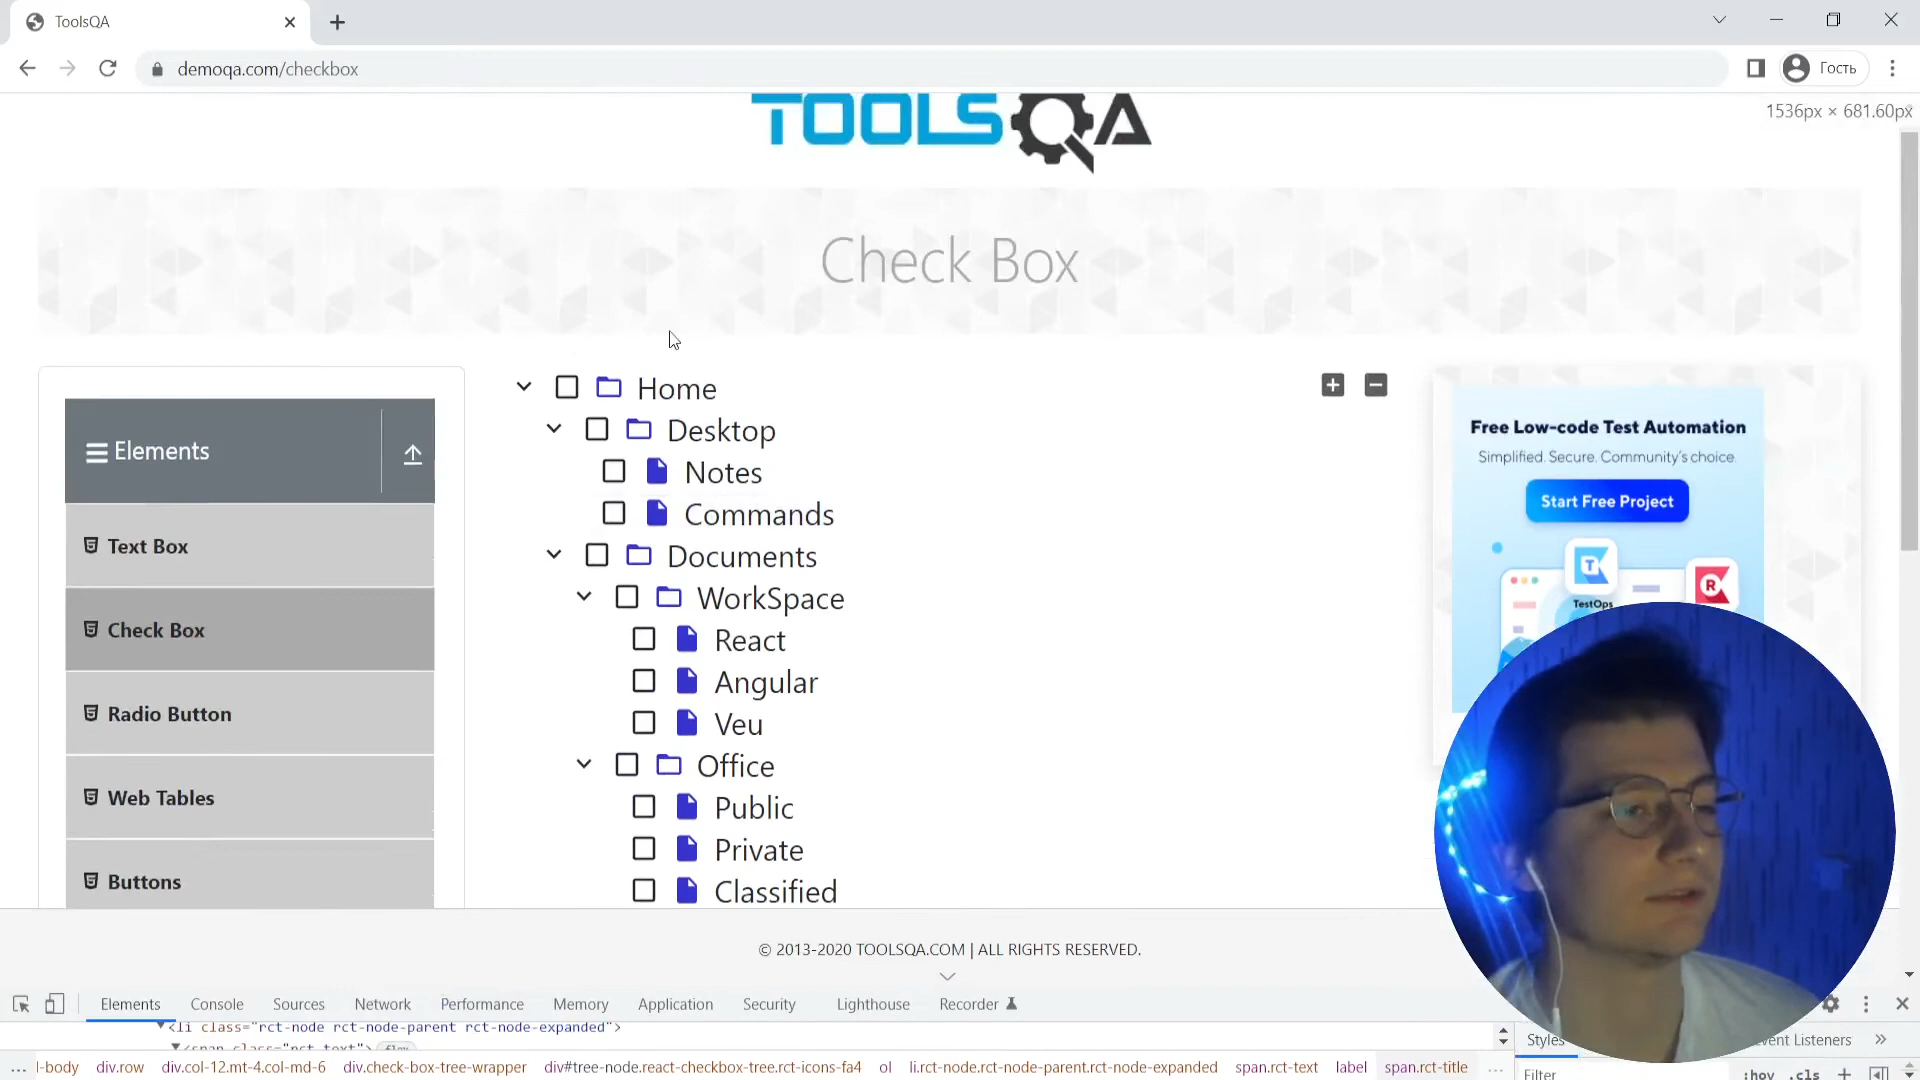 ToolsQA
demoqa.com/checkbox
Гость
TOOLSQA
1536px × 681.60px
Check Box
Home
Desktop
Notes
Commands
Documents
WorkSpace
React
Angular
Veu
Office
Public
Private
Classified
Elements
Text Box
Check Box
Radio Button
Web Tables
Buttons
Free Low-code Test Automation
Simplified. Secure. Community's choice.
Start Free Project
TestOps
© 2013-2020 TOOLSQA.COM | ALL RIGHTS RESERVED.
Elements Console Sources Network Performance Memory Application Security Lighthouse Recorder
<li class="rct-node rct-node-parent rct-node-expanded">
<span class="rct-text"> flex
Styles Event Listeners
... l-body div.row div.col-12.mt-4.col-md-6 div.check-box-tree-wrapper div#tree-node.react-checkbox-tree.rct-icons-fa4 ol li.rct-node.rct-node-parent.rct-node-expanded span.rct-text label span.rct-title ...
Filter :hov .cls